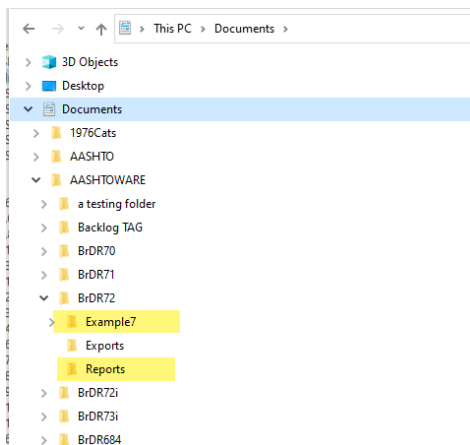 This PC > Documents >
3D Objects
Desktop
Documents
1976Cats
AASHTO
AASHTOWARE
a testing folder
Backlog TAG
BrDR70
BrDR71
BrDR72
Example7
Exports
Reports
BrDR72i
BrDR73i
BrDR684